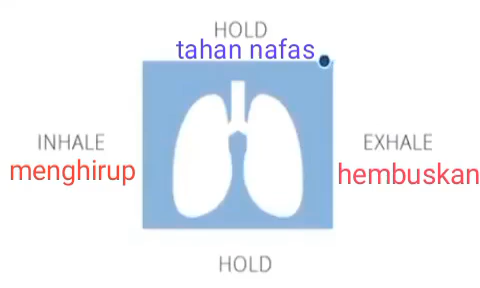 HOLD
tahan nafas
INHALE
menghirup
EXHALE
hembuskan
HOLD